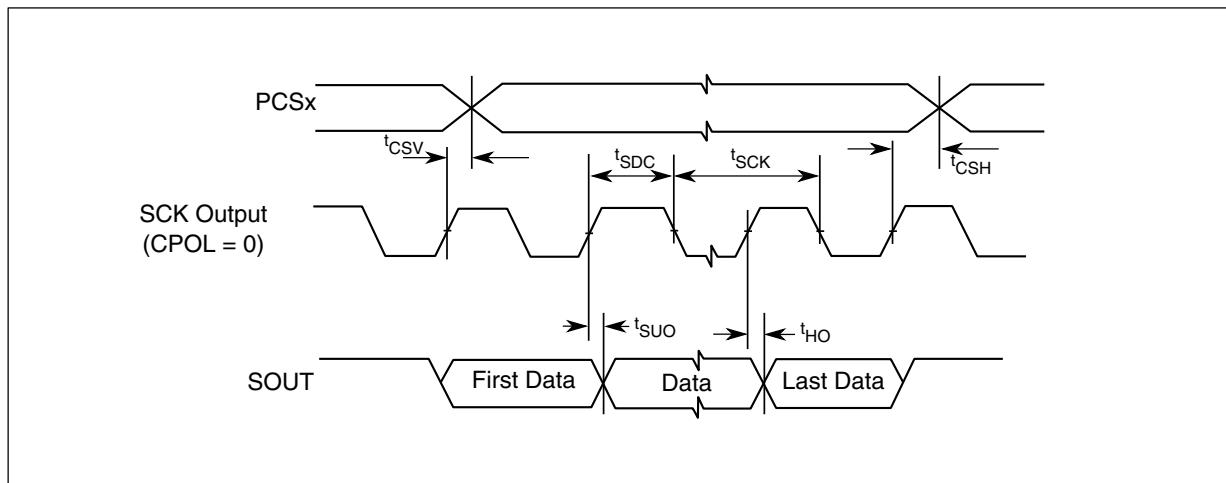 PCSx
tCSV
tSDC
tSCK
tCSH
SCK Output
(CPOL = 0)
tSUO
tHO
SOUT
First Data
Data
Last Data